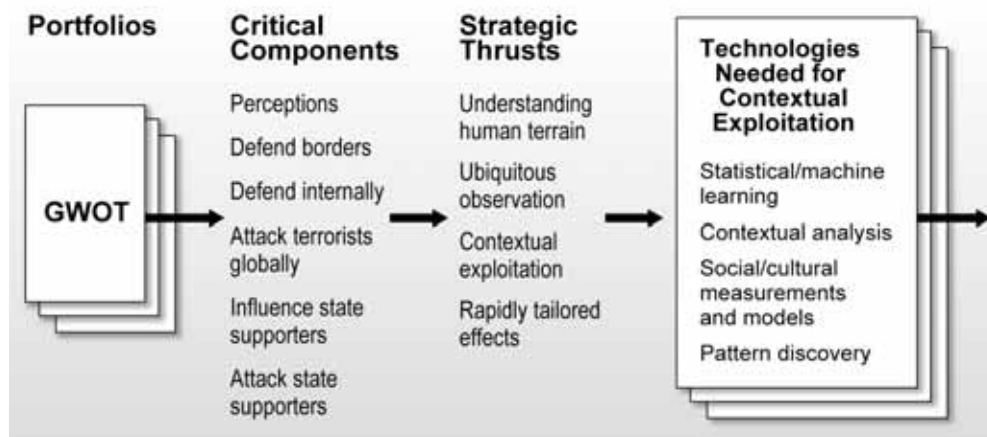 Portfolios
GWOT
Critical
Components
Perceptions
Defend borders
Defend internally
Attack terrorists
globally
Influence state
supporters
Attack state
supporters
Strategic
Thrusts
Understanding
human terrain
Ubiquitous
observation
Contextual
exploitation
Rapidly tailored
effects
Technologies
Needed for
Contextual
Exploitation
Statistical/machine
learning
Contextual analysis
Social/cultural
measurements
and models
Pattern discovery